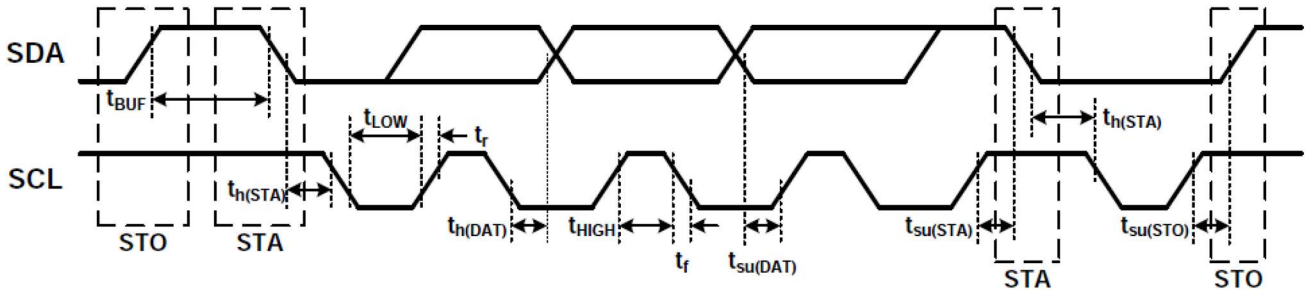 SDA
t_BUF
t_LOW
t_r
t_h(STA)
SCL
t_h(STA)
t_h(DAT)
t_HIGH
t_f
t_su(DAT)
t_su(STA)
t_su(STO)
STO
STA
STA
STO